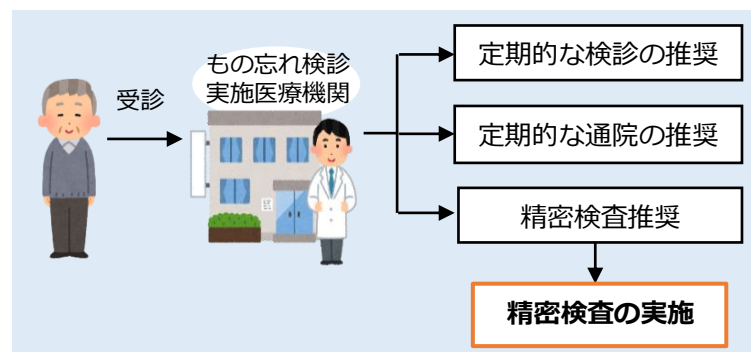 受診
もの忘れ検診
実施医療機関
定期的な検診の推奨
定期的な通院の推奨
精密検査推奨
精密検査の実施